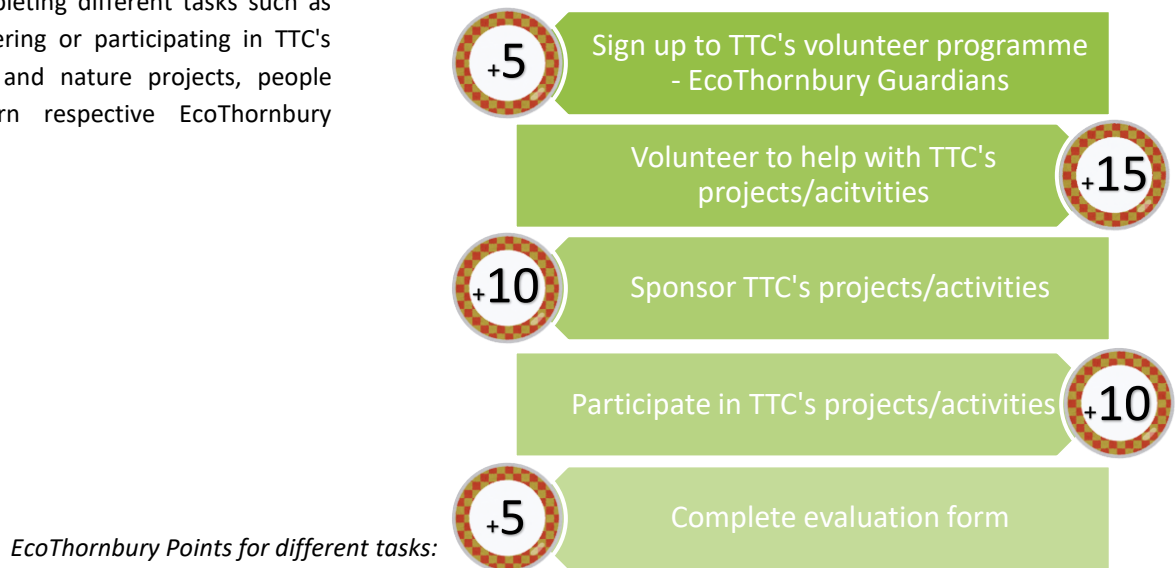 pleting different tasks such as
ering or participating in TTC's
and nature projects, people
rn respective EcoThornbury
+5
Sign up to TTC's volunteer programme
- EcoThornbury Guardians
Volunteer to help with TTC's
projects/acitvities
+15
+10
Sponsor TTC's projects/activities
Participate in TTC's projects/activities
+10
+5
Complete evaluation form
EcoThornbury Points for different tasks: